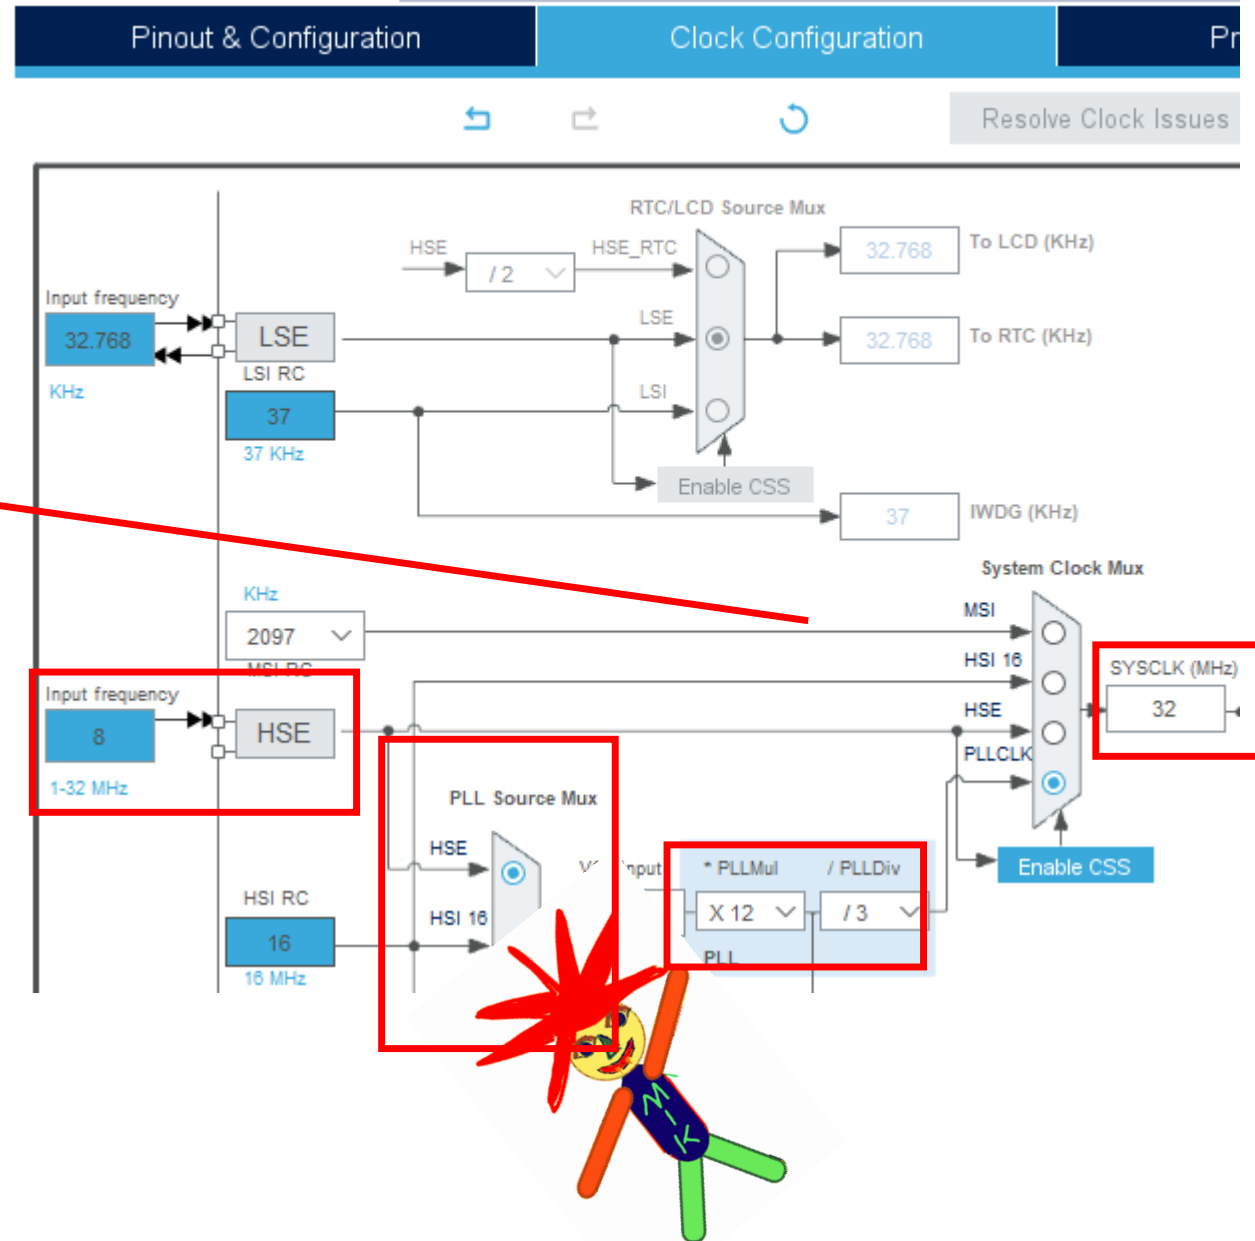 Pinout & Configuration
Clock Configuration
Pr
Resolve Clock Issues
RTC/LCD Source Mux
HSE
/ 2
HSE_RTC
32.768
To LCD (KHz)
Input frequency
32.768
KHz
LSE
LSE
32.768
To RTC (KHz)
LSI RC
37
37 KHz
LSI
Enable CSS
37
IWDG (KHz)
System Clock Mux
KHz
2097
MSI RC
MSI
HSI 16
HSE
PLLCLK
SYSCLK (MHz)
32
Input frequency
8
1-32 MHz
HSE
PLL Source Mux
HSE
HSI 16
* PLLMul
/ PLLDiv
X 12
/ 3
PLL
Enable CSS
HSI RC
16
16 MHz
MIK